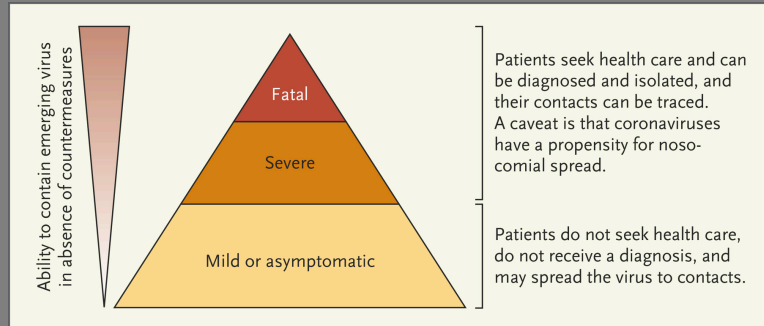 Ability to contain emerging virus
in absence of countermeasures
Fatal
Severe
Mild or asymptomatic
Patients seek health care and can
be diagnosed and isolated, and
their contacts can be traced.
A caveat is that coronaviruses
have a propensity for noso-
comial spread.
Patients do not seek health care,
do not receive a diagnosis, and
may spread the virus to contacts.